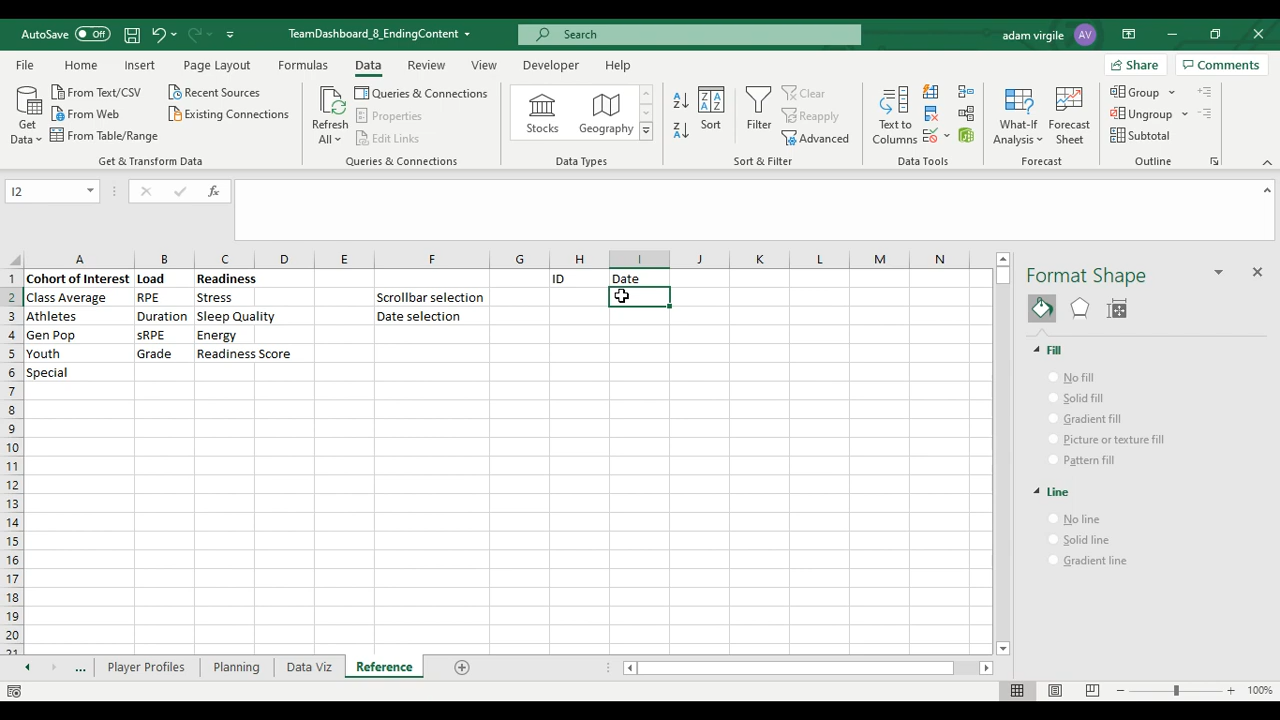 AutoSave Off TeamDashboard_8_EndingContent Search adam virgile AV
File Home Insert Page Layout Formulas Data Review View Developer Help Share Comments
Get Data From Text/CSV Recent Sources
From Web Existing Connections
From Table/Range
Get & Transform Data
Refresh All Queries & Connections
Properties
Edit Links
Queries & Connections
Stocks Geography
Data Types
Sort Filter Clear
Reapply
Advanced
Sort & Filter
Text to Columns
Data Tools
What-If Analysis Forecast Sheet
Forecast
Group
Ungroup
Subtotal
Outline
I2 fx
A B C D E F G H I J K L M N
1 Cohort of Interest Load Readiness ID Date
2 Class Average RPE Stress Scrollbar selection
3 Athletes Duration Sleep Quality Date selection
4 Gen Pop sRPE Energy
5 Youth Grade Readiness Score
6 Special
7
8
9
10
11
12
13
14
15
16
17
18
19
20
21
Format Shape
Fill
No fill
Solid fill
Gradient fill
Picture or texture fill
Pattern fill
Line
No line
Solid line
Gradient line
... Player Profiles Planning Data Viz Reference
100%